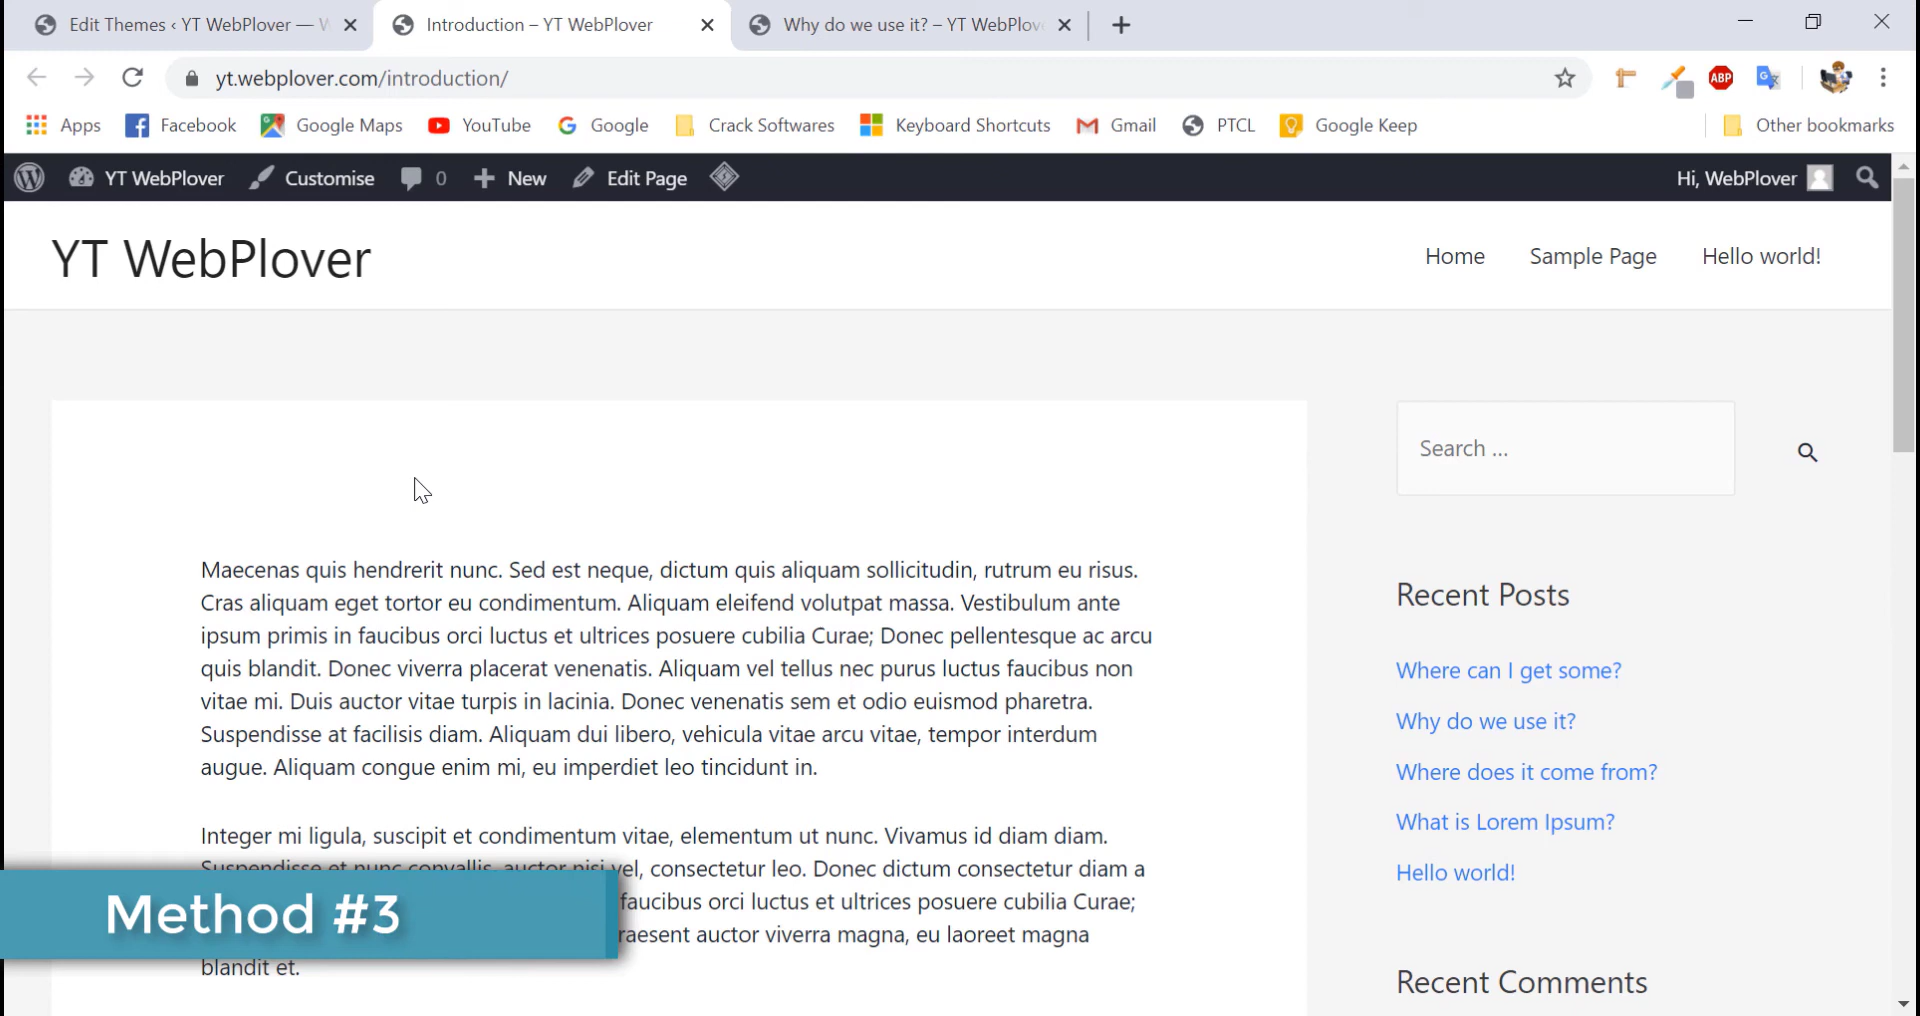 Edit Themes ‹ YT WebPlover — W
Introduction – YT WebPlover
Why do we use it? – YT WebPlove
yt.webplover.com/introduction/
ABP
Apps
Facebook
Google Maps
YouTube
Google
Crack Softwares
Keyboard Shortcuts
Gmail
PTCL
Google Keep
Other bookmarks
YT WebPlover
Customise
0
New
Edit Page
Hi, WebPlover
YT WebPlover
Home
Sample Page
Hello world!
Search ...
Maecenas quis hendrerit nunc. Sed est neque, dictum quis aliquam sollicitudin, rutrum eu risus.
Cras aliquam eget tortor eu condimentum. Aliquam eleifend volutpat massa. Vestibulum ante
ipsum primis in faucibus orci luctus et ultrices posuere cubilia Curae; Donec pellentesque ac arcu
quis blandit. Donec viverra placerat venenatis. Aliquam vel tellus nec purus luctus faucibus non
vitae mi. Duis auctor vitae turpis in lacinia. Donec venenatis sem et odio euismod pharetra.
Suspendisse at facilisis diam. Aliquam dui libero, vehicula vitae arcu vitae, tempor interdum
augue. Aliquam congue enim mi, eu imperdiet leo tincidunt in.
Integer mi ligula, suscipit et condimentum vitae, elementum ut nunc. Vivamus id diam diam.
Suspendisse et nunc convallis, auctor nisi vel, consectetur leo. Donec dictum consectetur diam a
faucibus orci luctus et ultrices posuere cubilia Curae;
raesent auctor viverra magna, eu laoreet magna
blandit et.
Recent Posts
Where can I get some?
Why do we use it?
Where does it come from?
What is Lorem Ipsum?
Hello world!
Recent Comments
Method #3